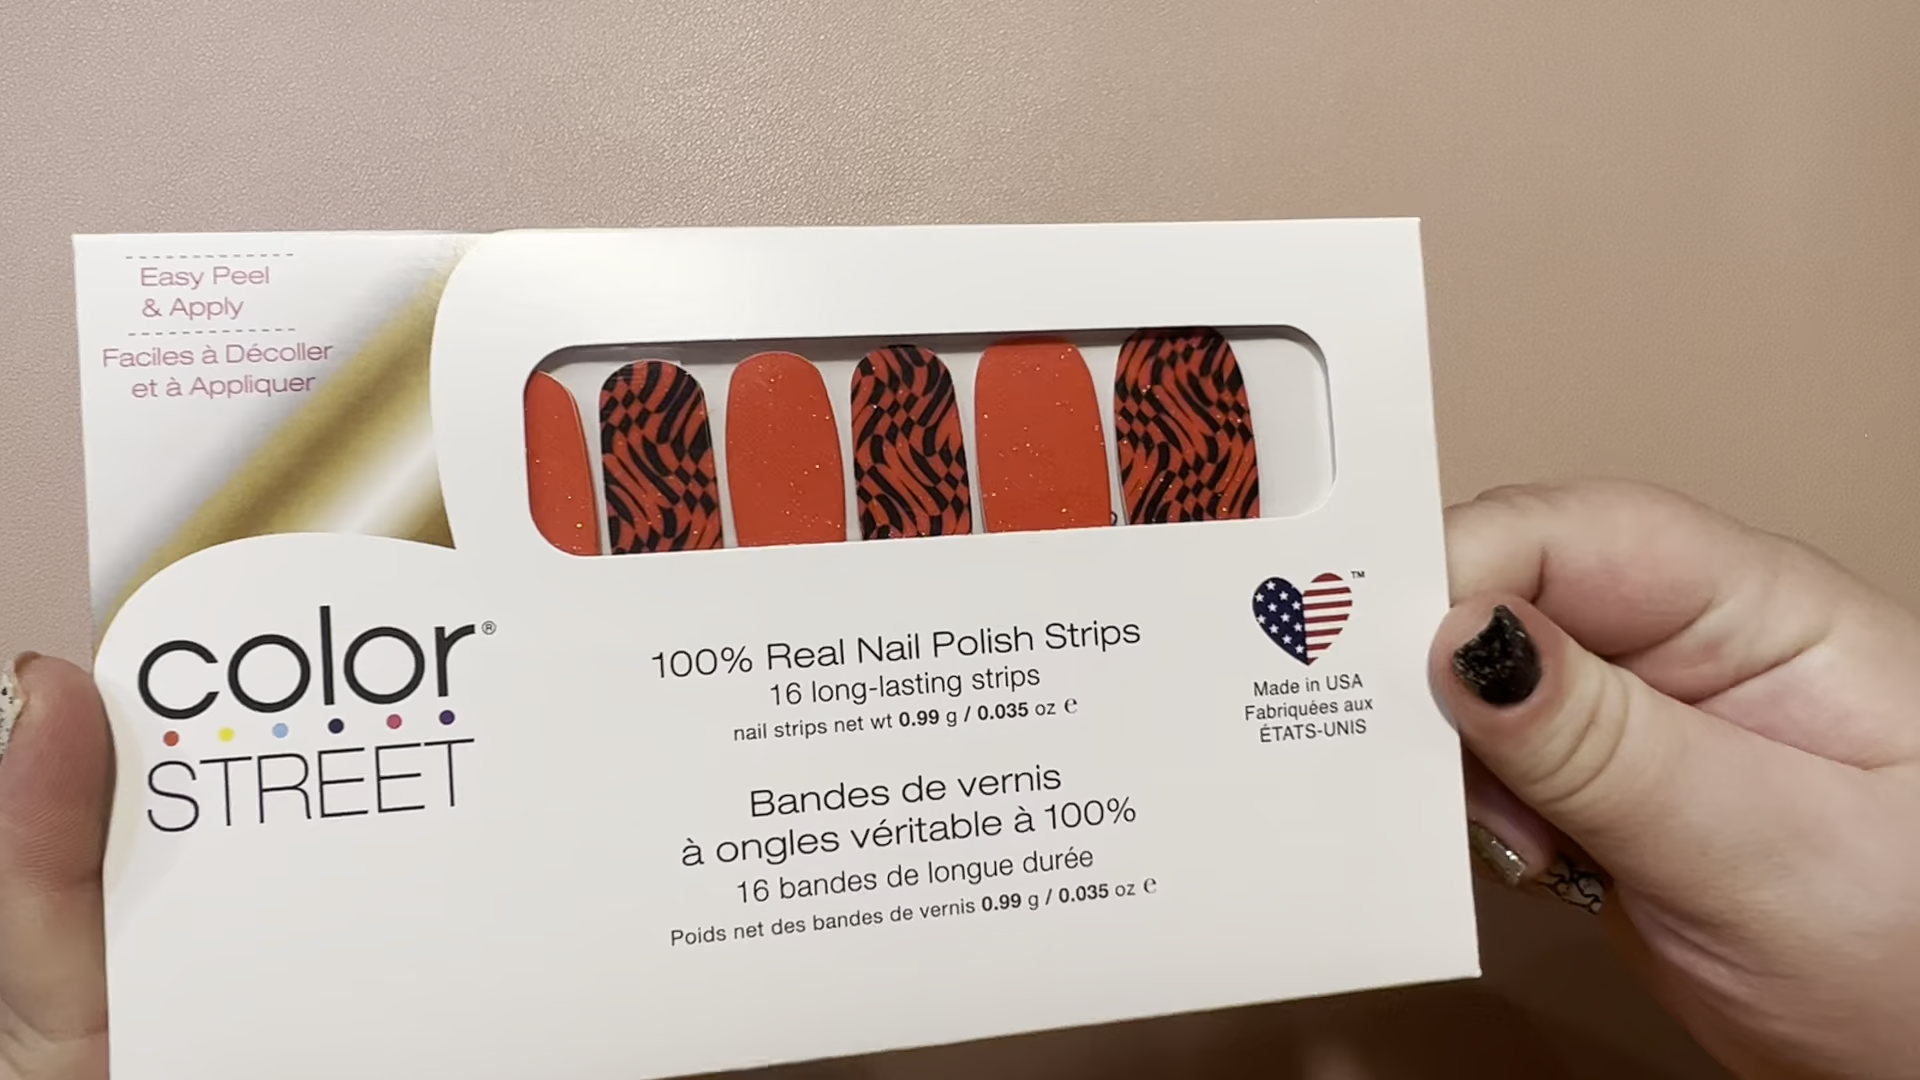 Easy Peel
& Apply
Faciles à Décoller
et à Appliquer
color®
STREET
100% Real Nail Polish Strips
16 long-lasting strips
nail strips net wt 0.99 g / 0.035 oz ℮
Bandes de vernis
à ongles véritable à 100%
16 bandes de longue durée
Poids net des bandes de vernis 0.99 g / 0.035 oz ℮
™
Made in USA
Fabriquées aux
ÉTATS-UNIS